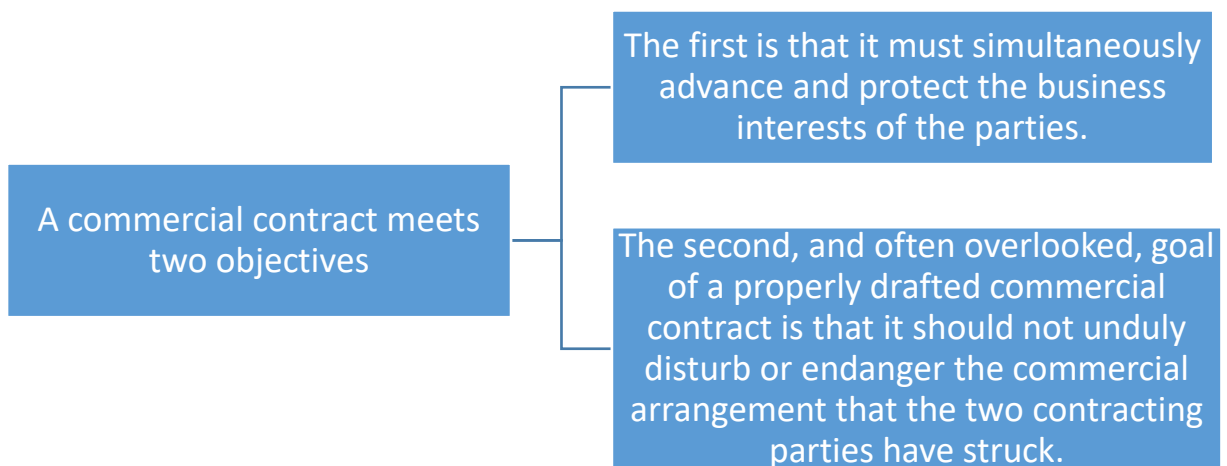 A commercial contract meets
two objectives
The first is that it must simultaneously
advance and protect the business
interests of the parties.
The second, and often overlooked, goal
of a properly drafted commercial
contract is that it should not unduly
disturb or endanger the commercial
arrangement that the two contracting
parties have struck.